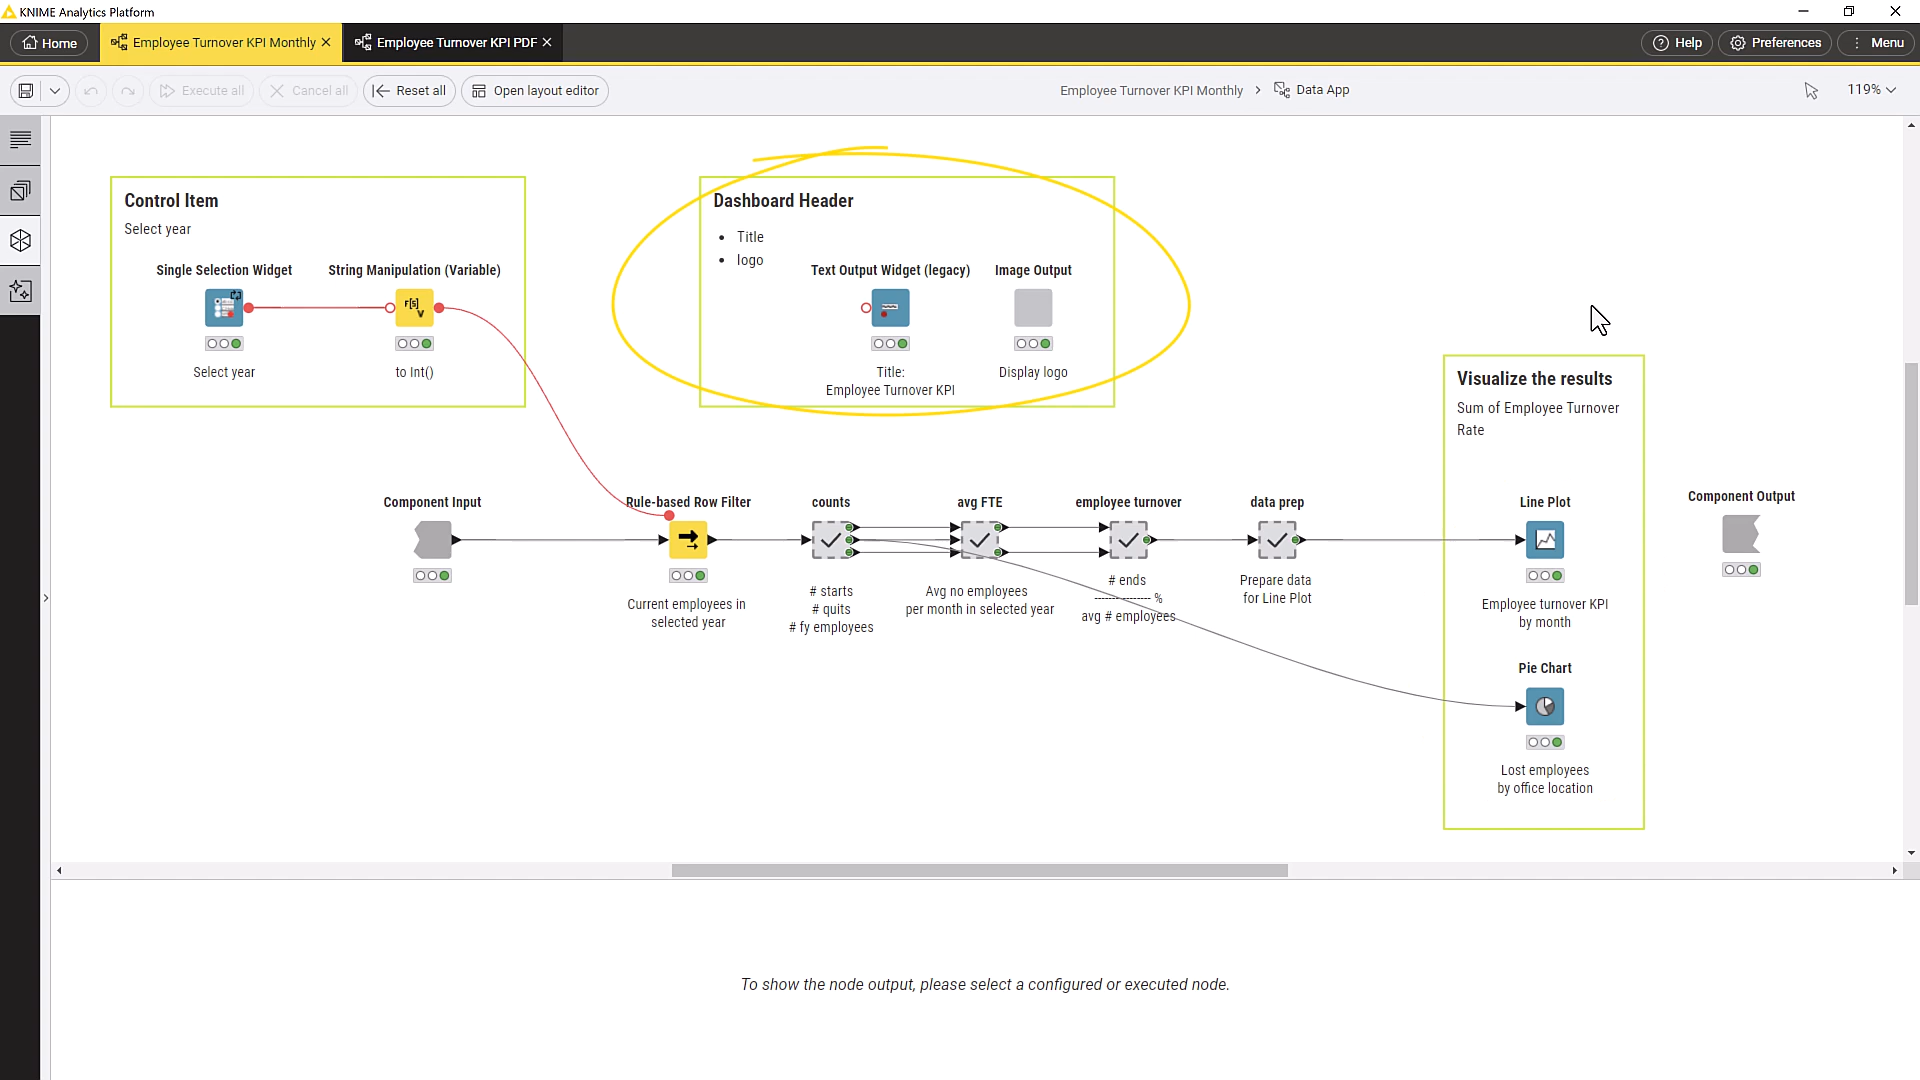 KNIME Analytics Platform
Home
Employee Turnover KPI Monthly
Employee Turnover KPI PDF
Help
Preferences
Menu
Execute all
Cancel all
Reset all
Open layout editor
Employee Turnover KPI Monthly > Data App
119%
Control Item
Select year
Single Selection Widget
String Manipulation (Variable)
r[s]
v
Select year
to Int()
Dashboard Header
• Title
• logo
Text Output Widget (legacy)
Image Output
Title:
Employee Turnover KPI
Display logo
Visualize the results
Sum of Employee Turnover
Rate
Component Input
Rule-based Row Filter
Current employees in
selected year
counts
# starts
# quits
# fy employees
avg FTE
Avg no employees
per month in selected year
employee turnover
# ends
------- -------- %
avg # employees
data prep
Prepare data
for Line Plot
Line Plot
Employee turnover KPI
by month
Pie Chart
Lost employees
by office location
Component Output
To show the node output, please select a configured or executed node.